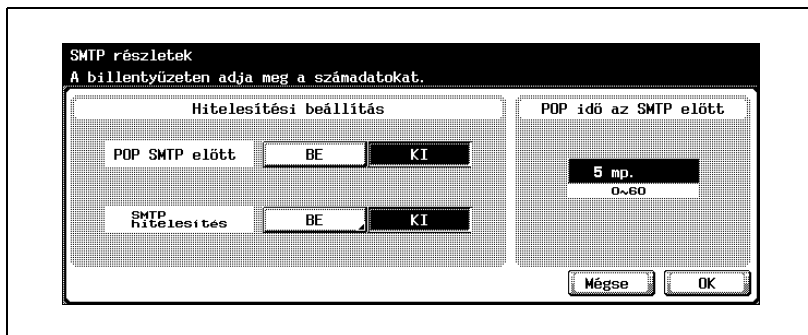 SMTP részletek
A billentyűzeten adja meg a számadatokat.
Hitelesítési beállítás
POP SMTP előtt
BE
KI
SMTP
hitelesítés
BE
KI
POP idő az SMTP előtt
5 mp.
0~60
Mégse
OK